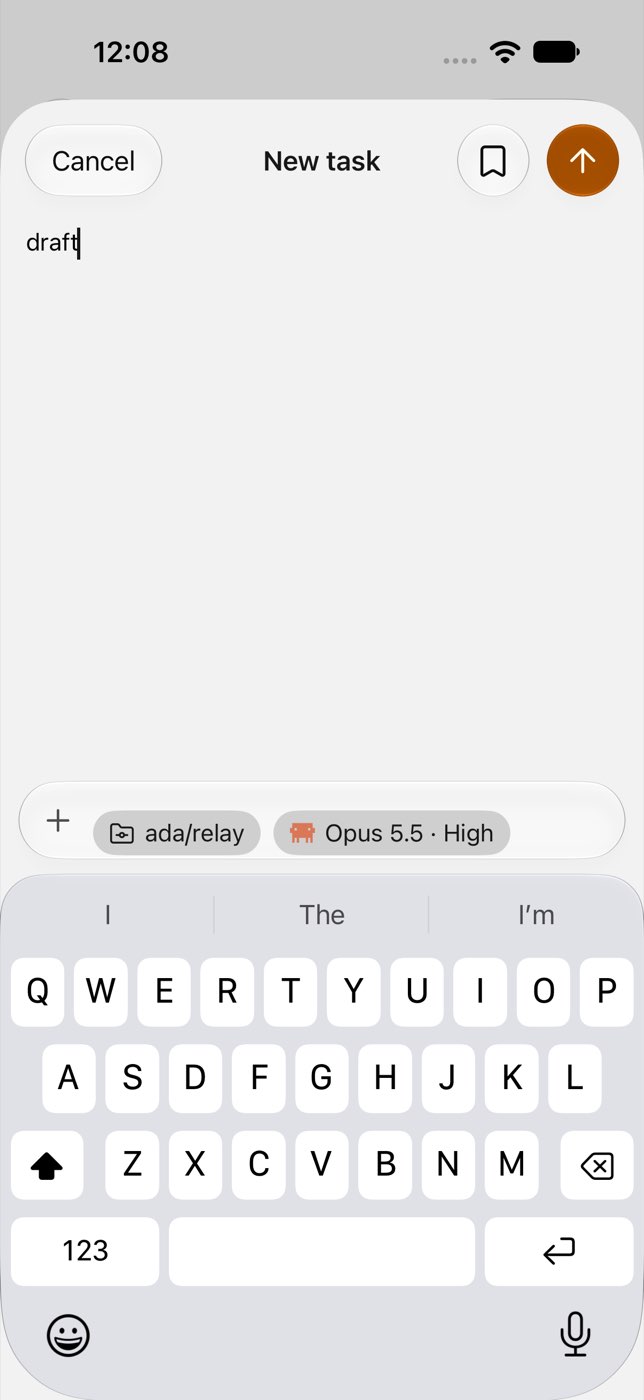 12:08
Cancel New task
draft
ada/relay Opus 5.5 · High
I The I’m
Q W E R T Y U I O P
A S D F G H J K L
Z X C V B N M
123